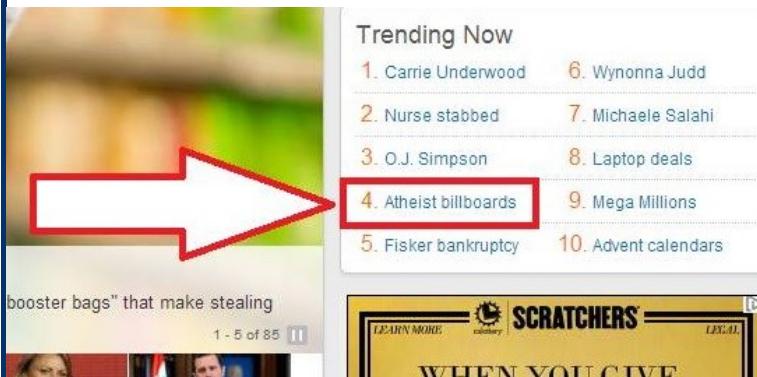 Trending Now
1. Carrie Underwood
2. Nurse stabbed
3. O.J. Simpson
4. Atheist billboards
5. Fisker bankruptcy
6. Wynonna Judd
7. Michaele Salahi
8. Laptop deals
9. Mega Millions
10. Advent calendars
booster bags" that make stealing
1 - 5 of 85
LEARN MORE
SCRATCHERS
LEGAL
WHEN YOU GIVE